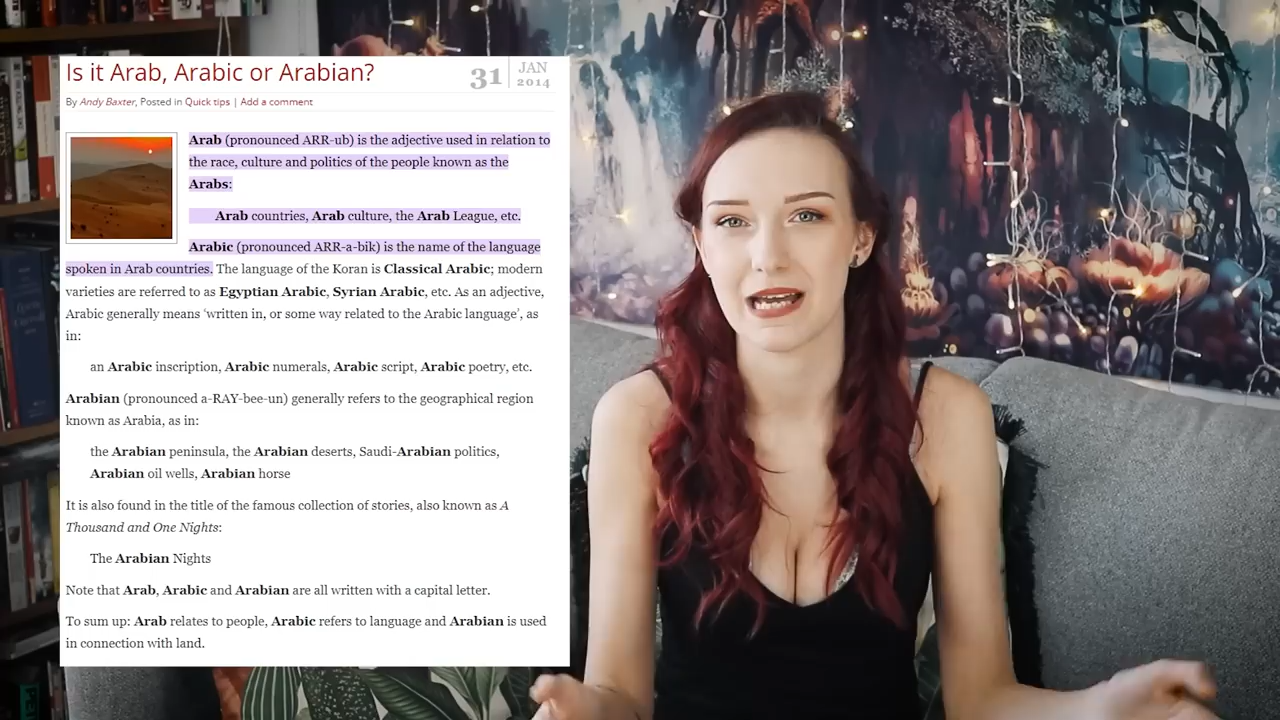 Is it Arab, Arabic or Arabian?
31 JAN 2014
By Andy Baxter, Posted in Quick tips | Add a comment
Arab (pronounced ARR-ub) is the adjective used in relation to
the race, culture and politics of the people known as the
Arabs:
Arab countries, Arab culture, the Arab League, etc.
Arabic (pronounced ARR-a-bik) is the name of the language
spoken in Arab countries. The language of the Koran is Classical Arabic; modern
varieties are referred to as Egyptian Arabic, Syrian Arabic, etc. As an adjective,
Arabic generally means ‘written in, or some way related to the Arabic language’, as
in:
an Arabic inscription, Arabic numerals, Arabic script, Arabic poetry, etc.
Arabian (pronounced a-RAY-bee-un) generally refers to the geographical region
known as Arabia, as in:
the Arabian peninsula, the Arabian deserts, Saudi-Arabian politics,
Arabian oil wells, Arabian horse
It is also found in the title of the famous collection of stories, also known as A
Thousand and One Nights:
The Arabian Nights
Note that Arab, Arabic and Arabian are all written with a capital letter.
To sum up: Arab relates to people, Arabic refers to language and Arabian is used
in connection with land.